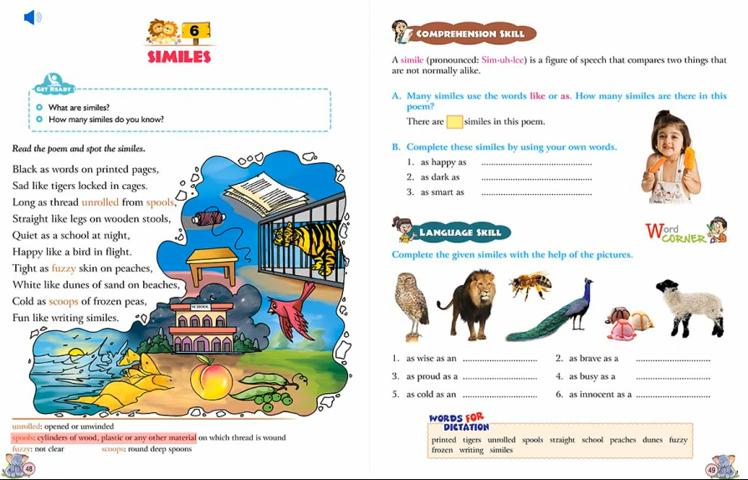 6
SIMILES
GET READY
What are similes?
How many similes do you know?
Read the poem and spot the similes.
Black as words on printed pages,
Sad like tigers locked in cages.
Long as thread unrolled from spools,
Straight like legs on wooden stools,
Quiet as a school at night,
Happy like a bird in flight.
Tight as fuzzy skin on peaches,
White like dunes of sand on beaches,
Cold as scoops of frozen peas,
Fun like writing similes.
SCHOOL
unrolled: opened or unwinded
spools: cylinders of wood, plastic or any other material on which thread is wound
fuzzy: not clear scoops: round deep spoons
48
COMPREHENSION SKILL
A simile (pronounced: Sim-uh-lee) is a figure of speech that compares two things that
are not normally alike.
A. Many similes use the words like or as. How many similes are there in this
poem?
There are similes in this poem.
B. Complete these similes by using your own words.
1. as happy as
2. as dark as
3. as smart as
LANGUAGE SKILL
Word
CORNER
Complete the given similes with the help of the pictures.
1. as wise as an 2. as brave as a
3. as proud as a 4. as busy as a
5. as cold as an 6. as innocent as a
WORDS FOR
DICTATION
printed tigers unrolled spools straight school peaches dunes fuzzy
frozen writing similes
49